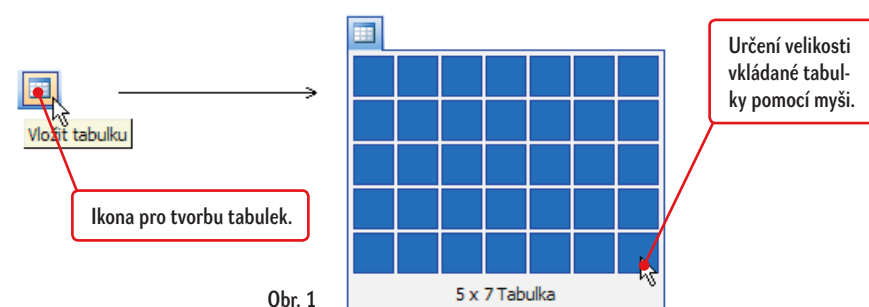 Vložit tabulku
Ikona pro tvorbu tabulek.
Obr. 1
5 x 7 Tabulka
Určení velikosti
vkládané tabul-
ky pomocí myši.